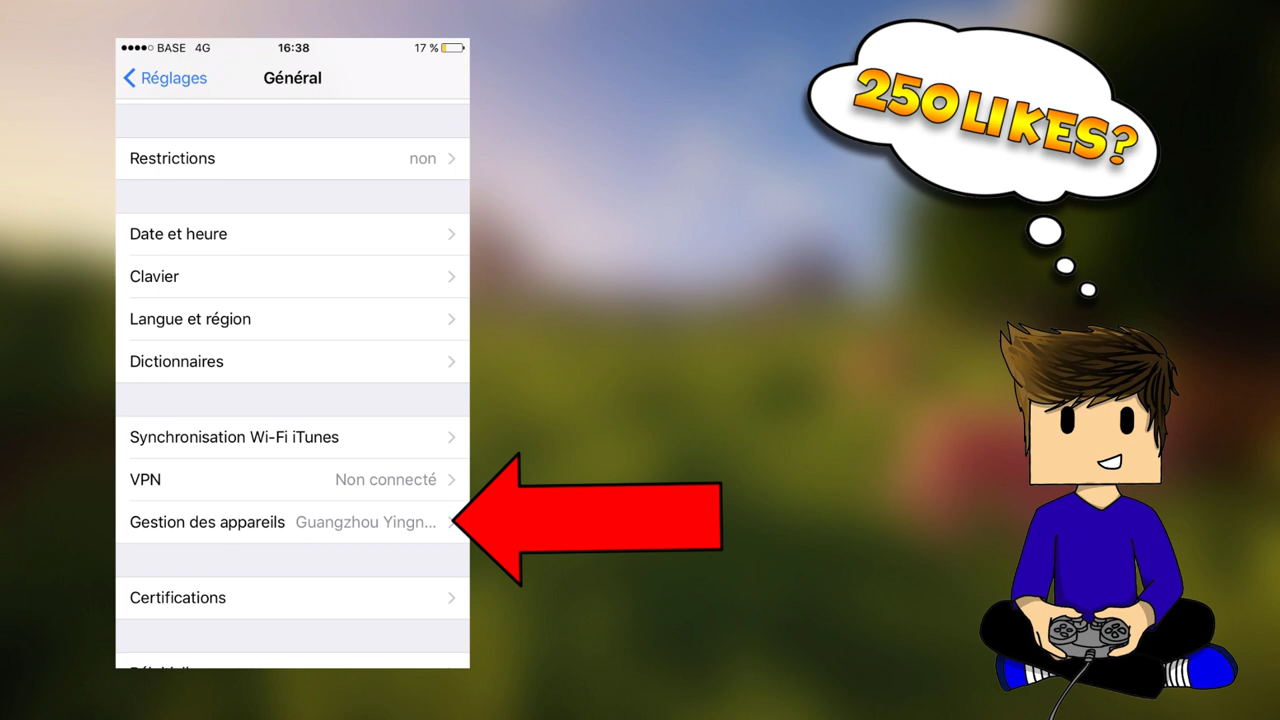 BASE 4G 16:38 17 %
Réglages Général
Restrictions non
Date et heure
Clavier
Langue et région
Dictionnaires
Synchronisation Wi-Fi iTunes
VPN Non connecté
Gestion des appareils Guangzhou Yingn...
Certifications
250 LIKES?